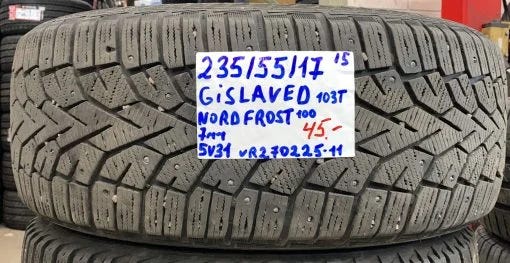 235/55/17 '15
GiSLAVED 103T
NORDFROST 100
7mm 45.-
5V31 VR270225-11